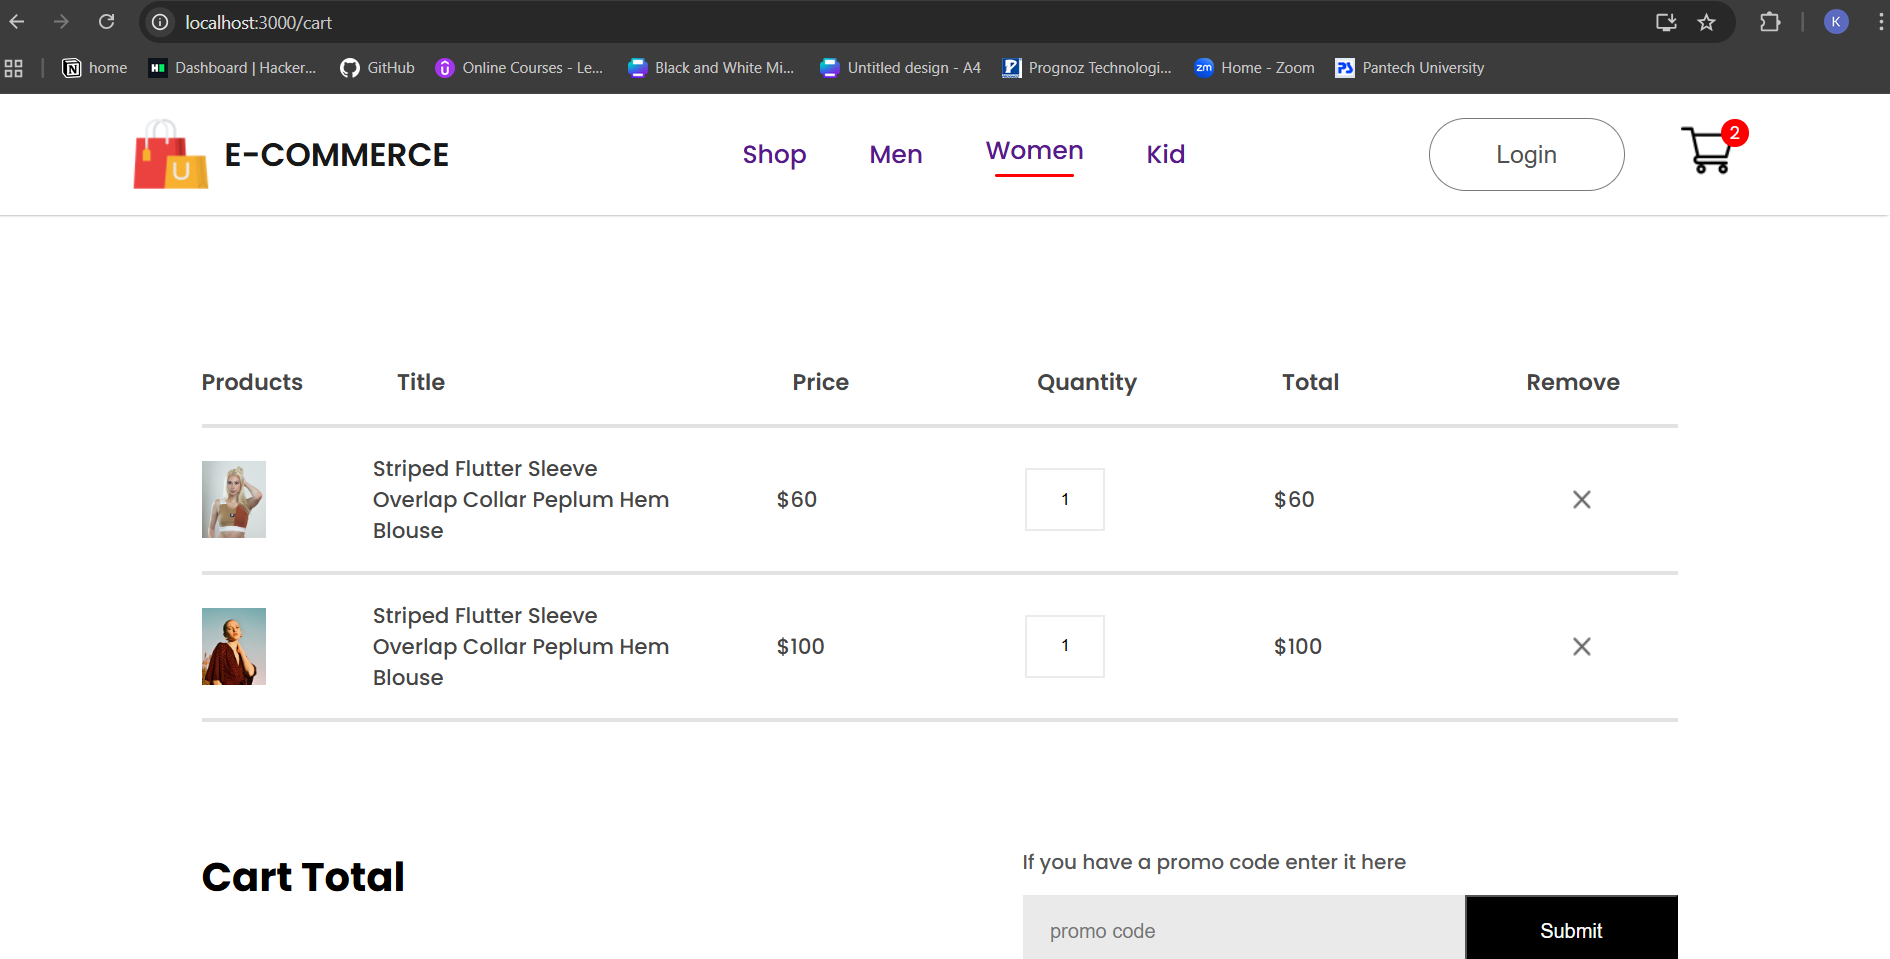 localhost:3000/cart
K
home
Dashboard | Hacker...
GitHub
Online Courses - Le...
Black and White Mi...
Untitled design - A4
Prognoz Technologi...
zm
Home - Zoom
PS
Pantech University
U
E-COMMERCE
Shop
Men
Women
Kid
Login
2
Products
Title
Price
Quantity
Total
Remove
Striped Flutter Sleeve
Overlap Collar Peplum Hem
Blouse
$60
1
$60
Striped Flutter Sleeve
Overlap Collar Peplum Hem
Blouse
$100
1
$100
Cart Total
If you have a promo code enter it here
promo code
Submit